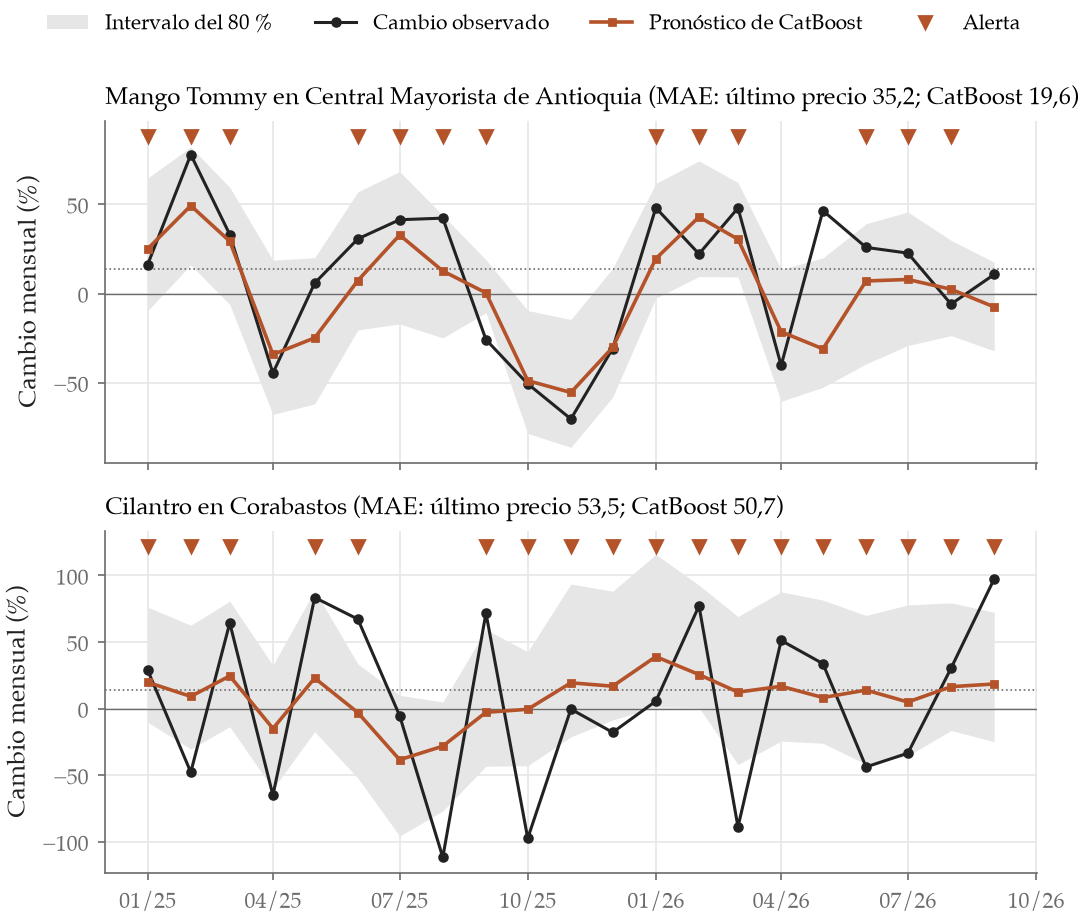 Intervalo del 80 % Cambio observado Pronóstico de CatBoost Alerta
Mango Tommy en Central Mayorista de Antioquia (MAE: último precio 35,2; CatBoost 19,6)
Cambio mensual (%)
50
0
−50
Cilantro en Corabastos (MAE: último precio 53,5; CatBoost 50,7)
Cambio mensual (%)
100
50
0
−50
−100
01/25 04/25 07/25 10/25 01/26 04/26 07/26 10/26